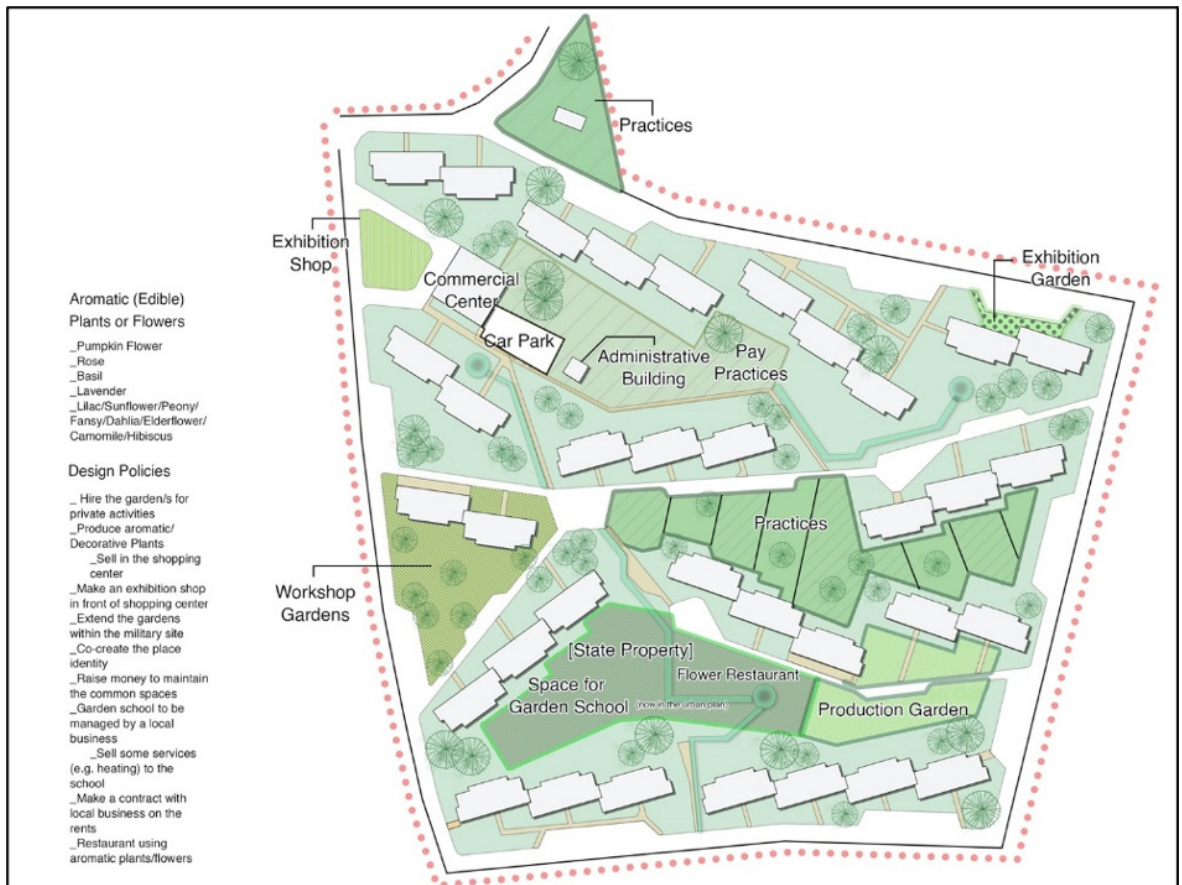 Aromatic (Edible)
Plants or Flowers
_Pumpkin Flower
_Rose
_Basil
_Lavender
_Lilac/Sunflower/Peony/
Fansy/Dahlia/Elderflower/
Camomile/Hibiscus
Design Policies
_ Hire the garden/s for
private activities
_Produce aromatic/
Decorative Plants
_Sell in the shopping
center
_Make an exhibition shop
in front of shopping center
_Extend the gardens
within the military site
_Co-create the place
identity
_Raise money to maintain
the common spaces
_Garden school to be
managed by a local
business
_Sell some services
(e.g. heating) to the
school
_Make a contract with
local business on the
rents
_Restaurant using
aromatic plants/flowers
Practices
Exhibition
Shop
Commercial
Center
Car Park
Administrative
Building
Pay
Practices
Exhibition
Garden
Practices
Workshop
Gardens
[State Property]
Flower Restaurant
Space for
Garden School
(now in the urban plan)
Production Garden